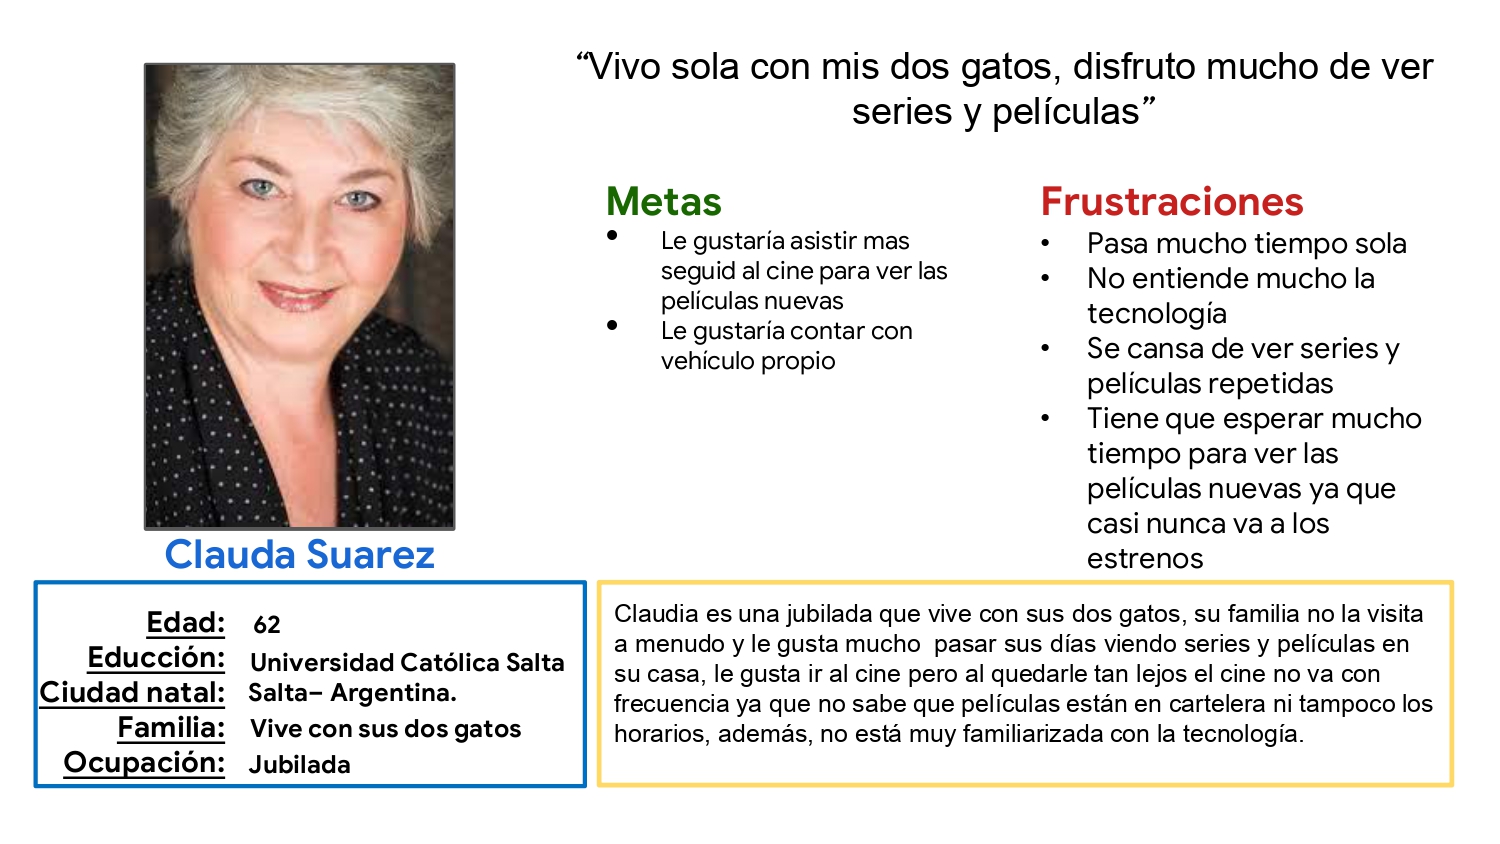 “Vivo sola con mis dos gatos, disfruto mucho de ver
series y películas”
Metas
• Le gustaría asistir mas
seguid al cine para ver las
películas nuevas
• Le gustaría contar con
vehículo propio
Frustraciones
• Pasa mucho tiempo sola
• No entiende mucho la
tecnología
• Se cansa de ver series y
películas repetidas
• Tiene que esperar mucho
tiempo para ver las
películas nuevas ya que
casi nunca va a los
estrenos
Clauda Suarez
Edad: 62
Educción: Universidad Católica Salta
Ciudad natal: Salta– Argentina.
Familia: Vive con sus dos gatos
Ocupación: Jubilada
Claudia es una jubilada que vive con sus dos gatos, su familia no la visita
a menudo y le gusta mucho  pasar sus días viendo series y películas en
su casa, le gusta ir al cine pero al quedarle tan lejos el cine no va con
frecuencia ya que no sabe que películas están en cartelera ni tampoco los
horarios, además, no está muy familiarizada con la tecnología.